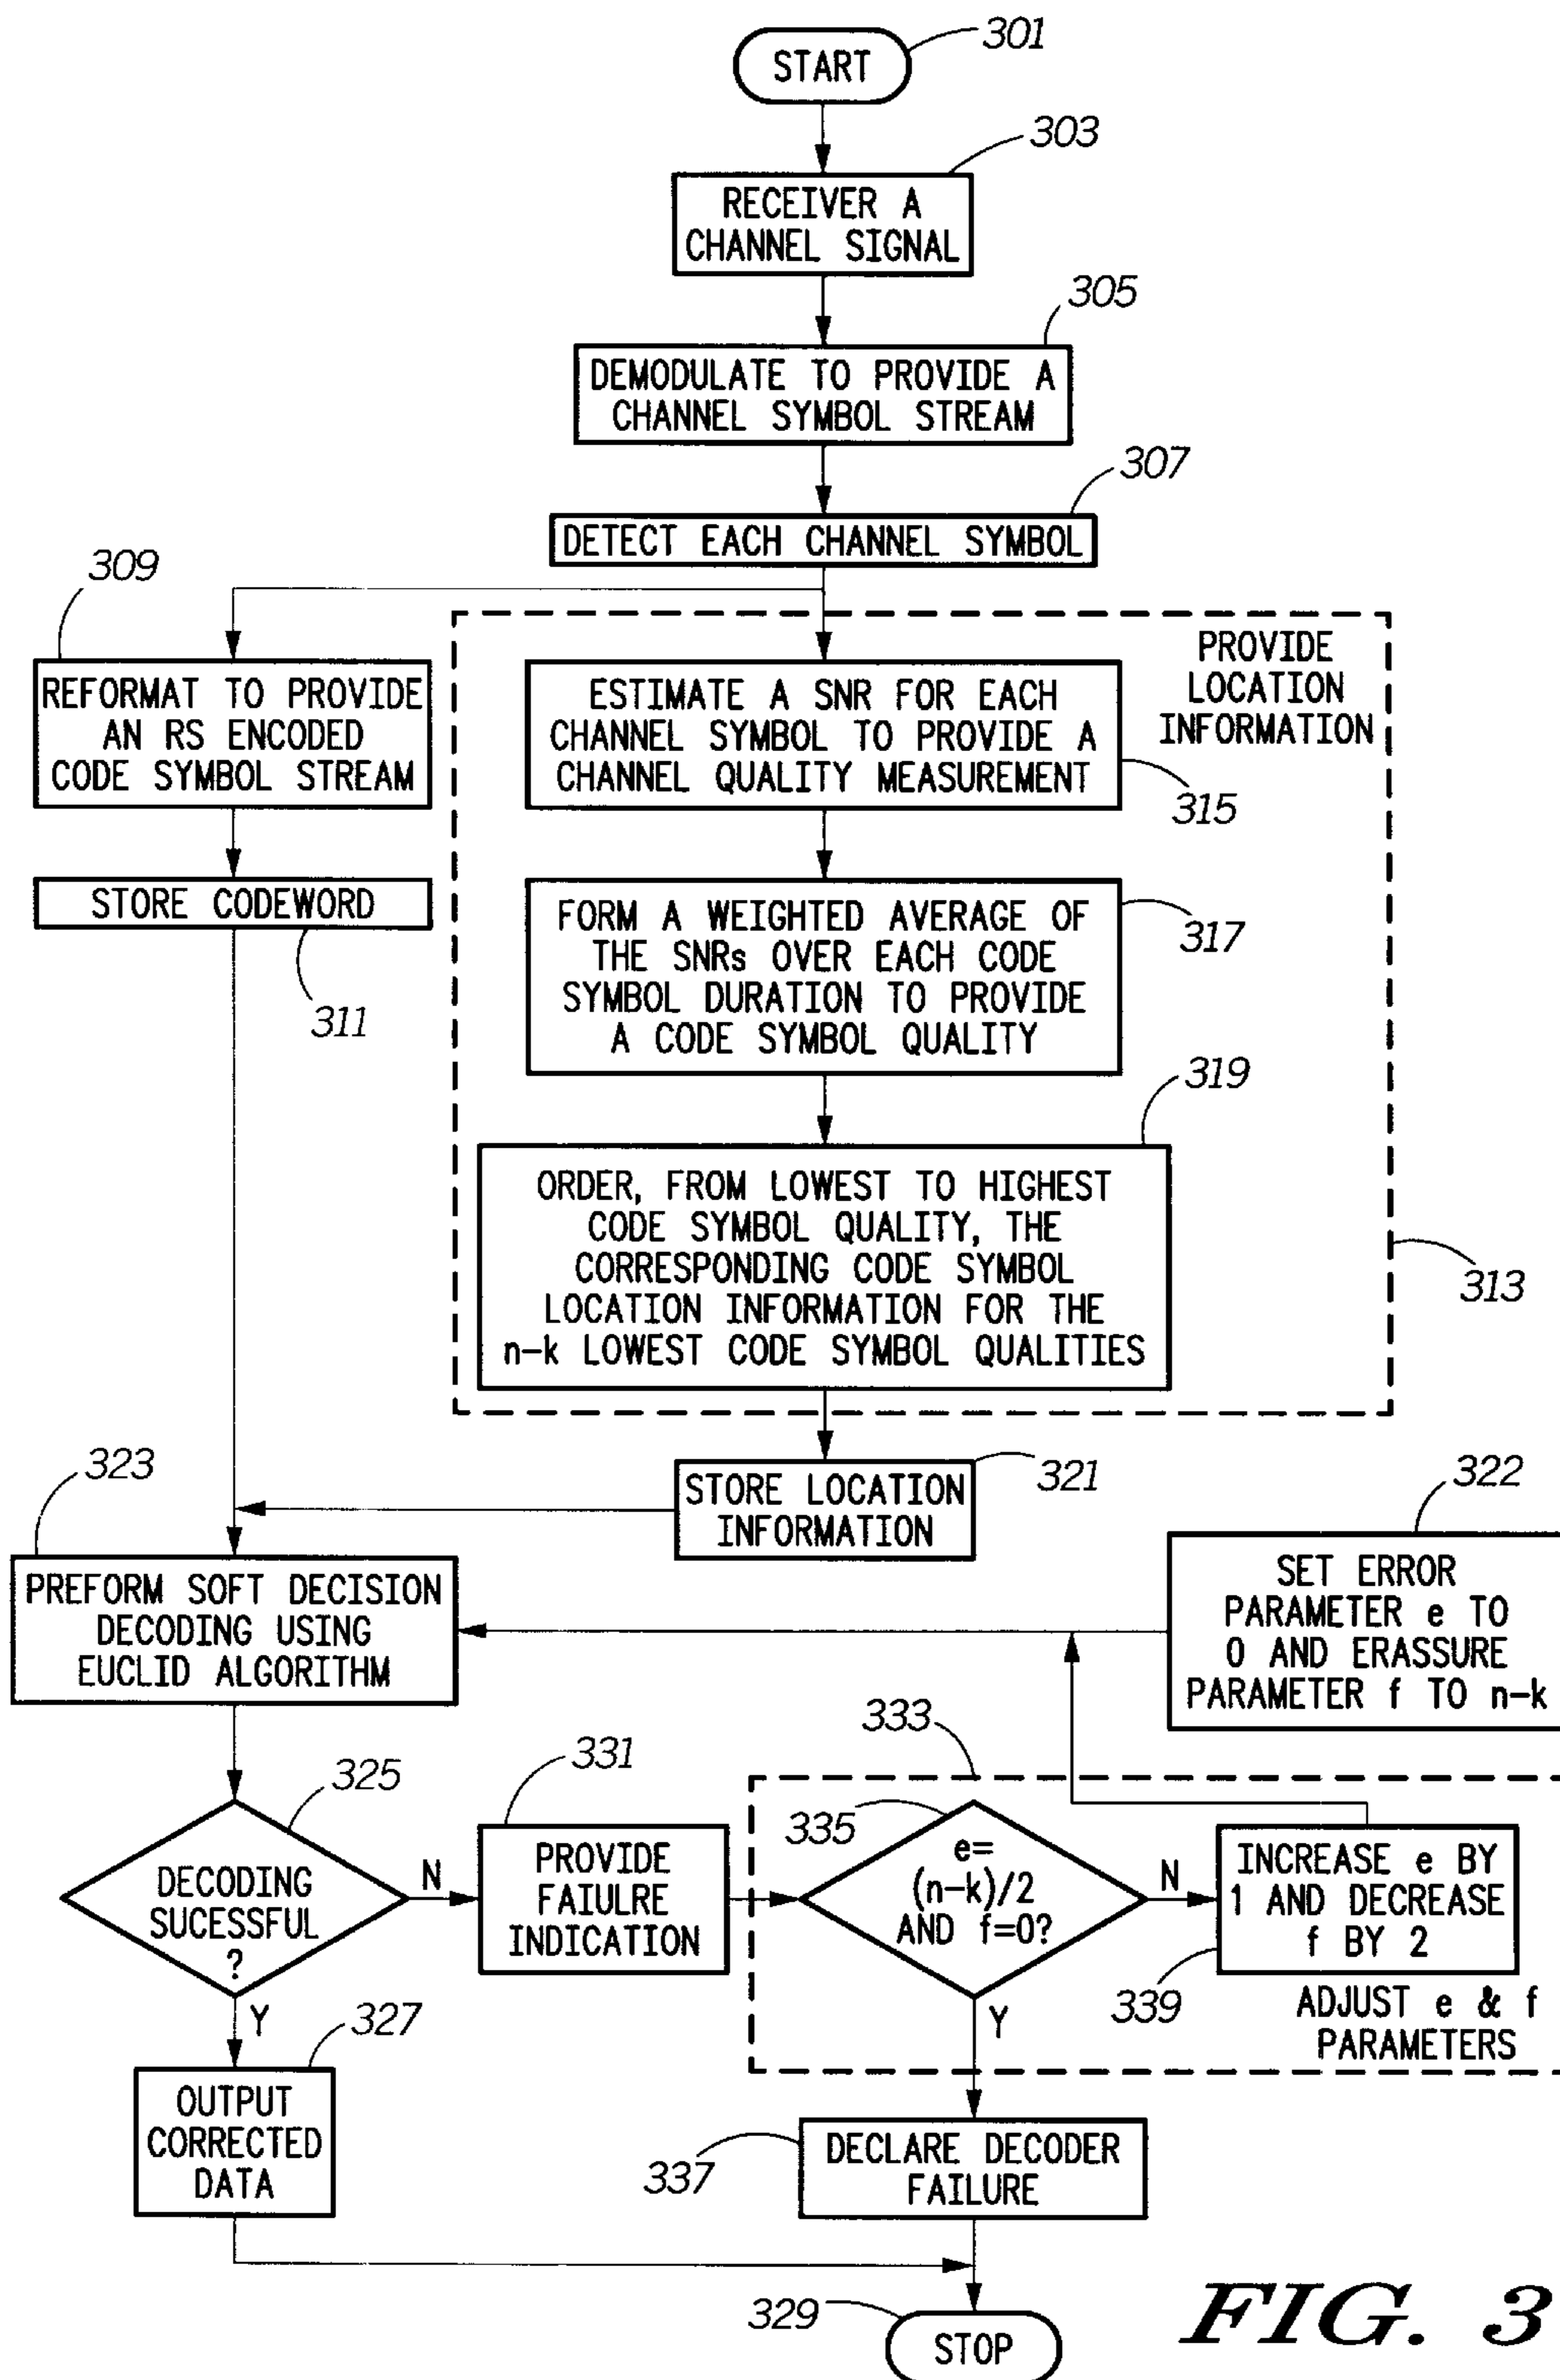 301
START
303
RECEIVER A
CHANNEL SIGNAL
305
DEMODULATE TO PROVIDE A
CHANNEL SYMBOL STREAM
307
DETECT EACH CHANNEL SYMBOL
309
REFORMAT TO PROVIDE
AN RS ENCODED
CODE SYMBOL STREAM
STORE CODEWORD
311
PROVIDE
LOCATION
INFORMATION
ESTIMATE A SNR FOR EACH
CHANNEL SYMBOL TO PROVIDE A
CHANNEL QUALITY MEASUREMENT
315
FORM A WEIGHTED AVERAGE OF
THE SNRs OVER EACH CODE
SYMBOL DURATION TO PROVIDE
A CODE SYMBOL QUALITY
317
319
ORDER, FROM LOWEST TO HIGHEST
CODE SYMBOL QUALITY, THE
CORRESPONDING CODE SYMBOL
LOCATION INFORMATION FOR THE
n-k LOWEST CODE SYMBOL QUALITIES
313
STORE LOCATION
INFORMATION
321
322
SET ERROR
PARAMETER e TO
0 AND ERASSURE
PARAMETER f TO n-k
323
PREFORM SOFT DECISION
DECODING USING
EUCLID ALGORITHM
325
DECODING
SUCESSFUL
?
N
Y
331
PROVIDE
FAIULRE
INDICATION
333
335
e=
(n-k)/2
AND f=0?
N
Y
INCREASE e BY
1 AND DECREASE
f BY 2
339
ADJUST e & f
PARAMETERS
327
OUTPUT
CORRECTED
DATA
337
DECLARE DECODER
FAILURE
329
STOP
FIG. 3